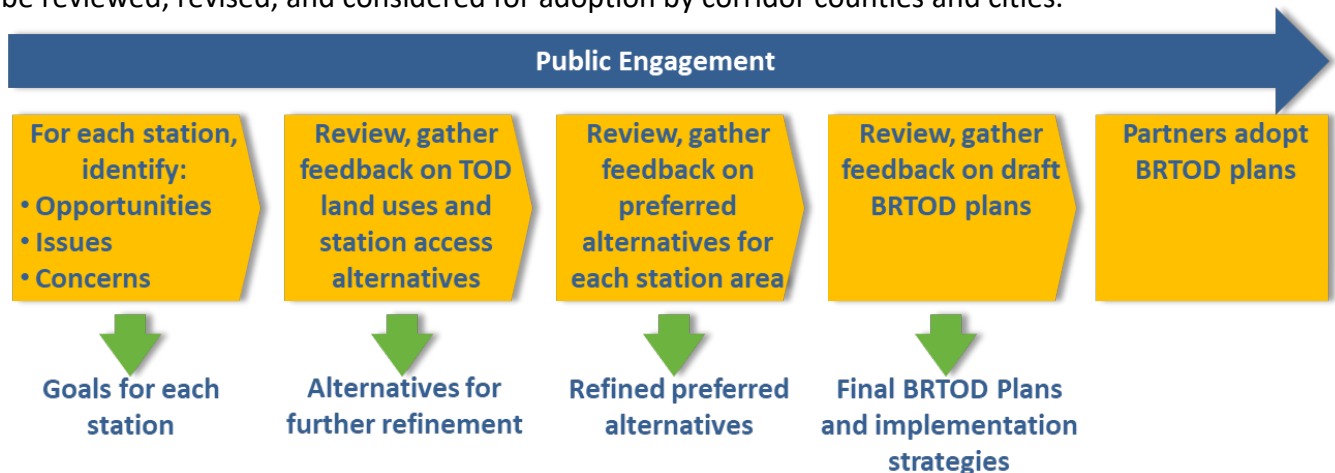 be reviewed, revised, and considered for adoption by corridor counties and cities.
Public Engagement
For each station,
identify:
• Opportunities
• Issues
• Concerns
Review, gather
feedback on TOD
land uses and
station access
alternatives
Review, gather
feedback on
preferred
alternatives for
each station area
Review, gather
feedback on draft
BRTOD plans
Partners adopt
BRTOD plans
Goals for each
station
Alternatives for
further refinement
Refined preferred
alternatives
Final BRTOD Plans
and implementation
strategies